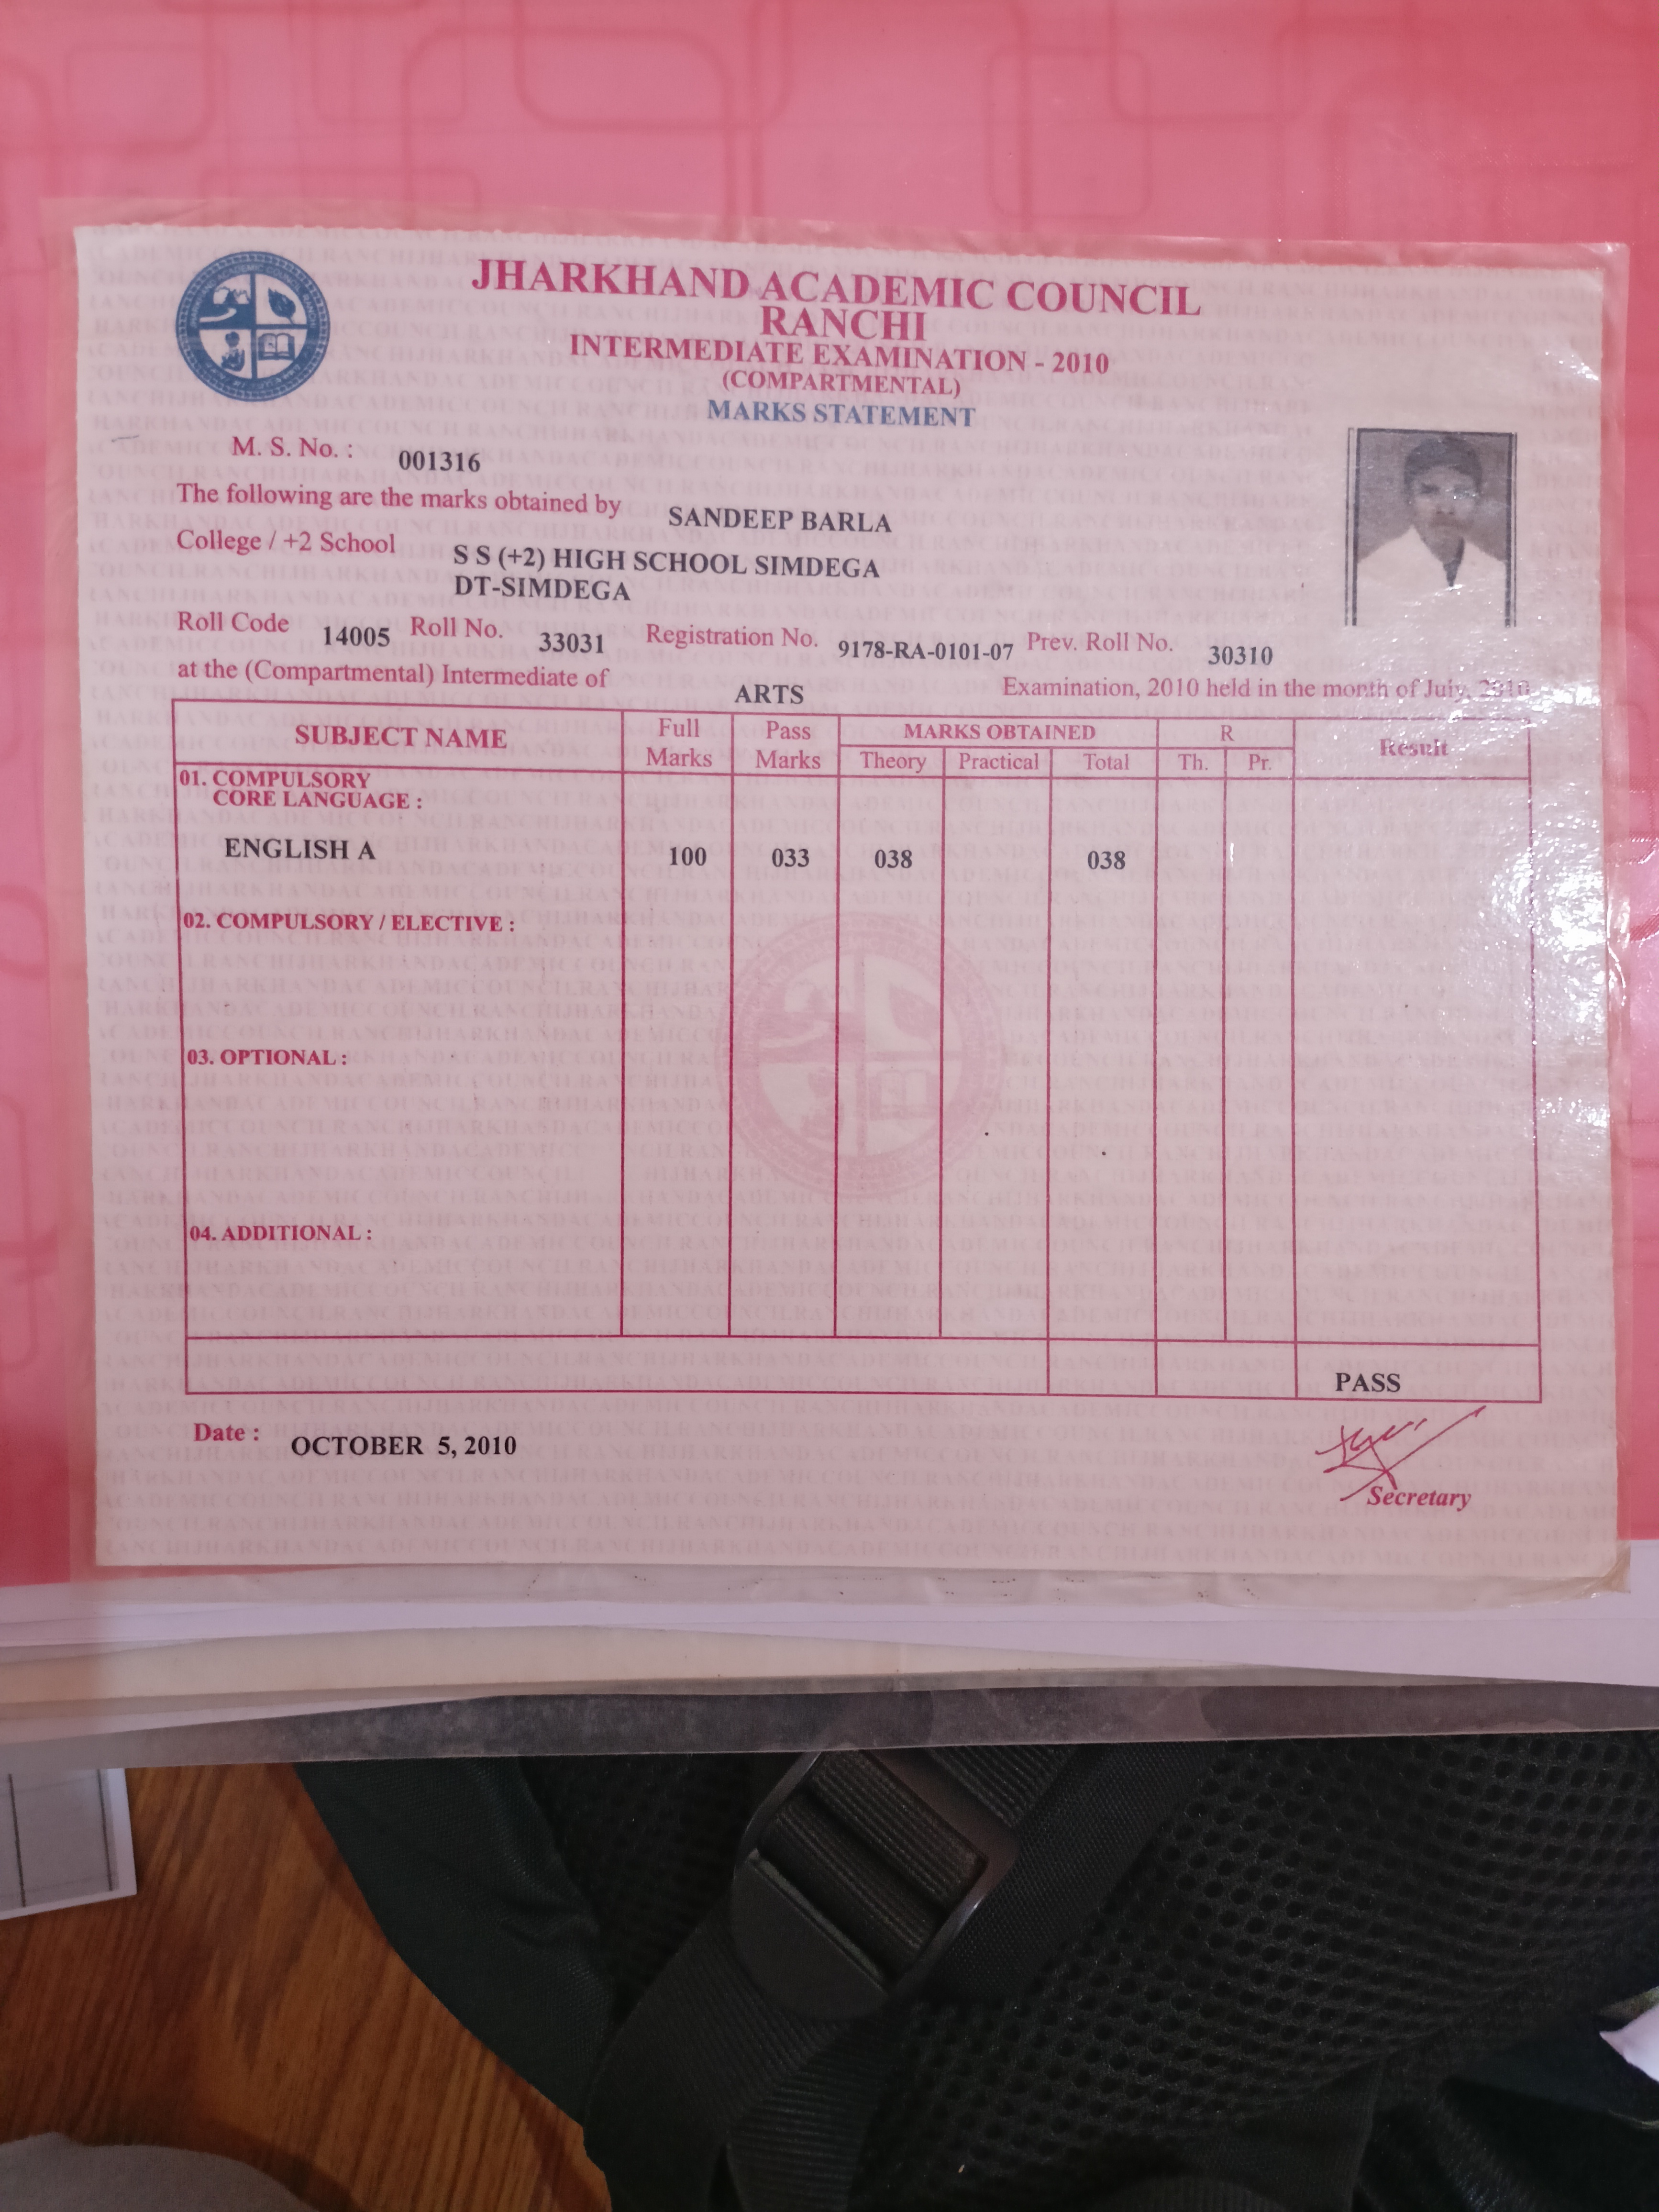 JHARKHAND ACADEMIC COUNCIL
RANCHI
INTERMEDIATE EXAMINATION - 2010
(COMPARTMENTAL)
MARKS STATEMENT
M. S. No. : 001316
The following are the marks obtained by SANDEEP BARLA
College / +2 School S S (+2) HIGH SCHOOL SIMDEGA
DT-SIMDEGA
Roll Code 14005 Roll No. 33031 Registration No. 9178-RA-0101-07 Prev. Roll No. 30310
at the (Compartmental) Intermediate of ARTS Examination, 2010 held in the month of July, 2010
SUBJECT NAME Full Marks Pass Marks MARKS OBTAINED R Result
Theory Practical Total Th. Pr.
01. COMPULSORY
CORE LANGUAGE :
ENGLISH A 100 033 038 038
02. COMPULSORY / ELECTIVE :
03. OPTIONAL :
04. ADDITIONAL :
PASS
Date : OCTOBER 5, 2010
Secretary